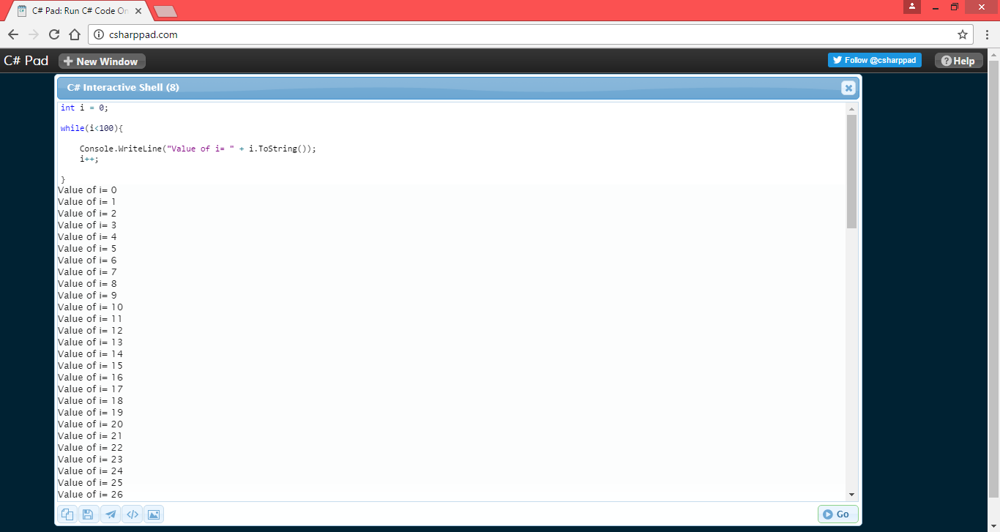 C# Pad: Run C# Code On
csharppad.com
C# Pad
New Window
Follow @csharppad
Help
C# Interactive Shell (8)
int i = 0;
while(i<100){
Console.WriteLine("Value of i= " + i.ToString());
i++;
}
Value of i= 0
Value of i= 1
Value of i= 2
Value of i= 3
Value of i= 4
Value of i= 5
Value of i= 6
Value of i= 7
Value of i= 8
Value of i= 9
Value of i= 10
Value of i= 11
Value of i= 12
Value of i= 13
Value of i= 14
Value of i= 15
Value of i= 16
Value of i= 17
Value of i= 18
Value of i= 19
Value of i= 20
Value of i= 21
Value of i= 22
Value of i= 23
Value of i= 24
Value of i= 25
Value of i= 26
Go